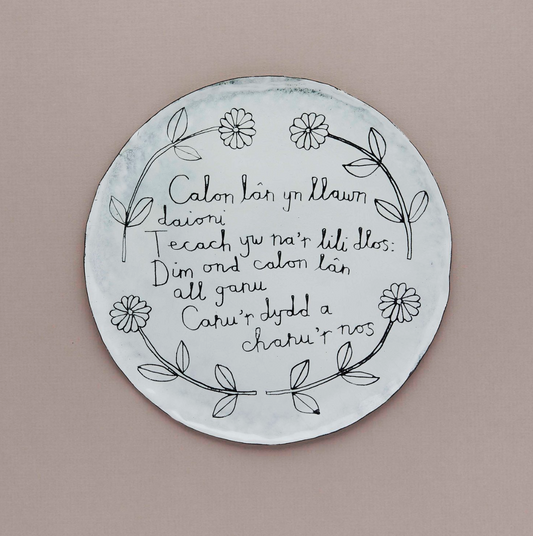 Calon lân yn llawn
daioni
Tecach yw na'r lili dlos:
Dim ond calon lân
all ganu
Canu'r dydd a
chanu'r nos